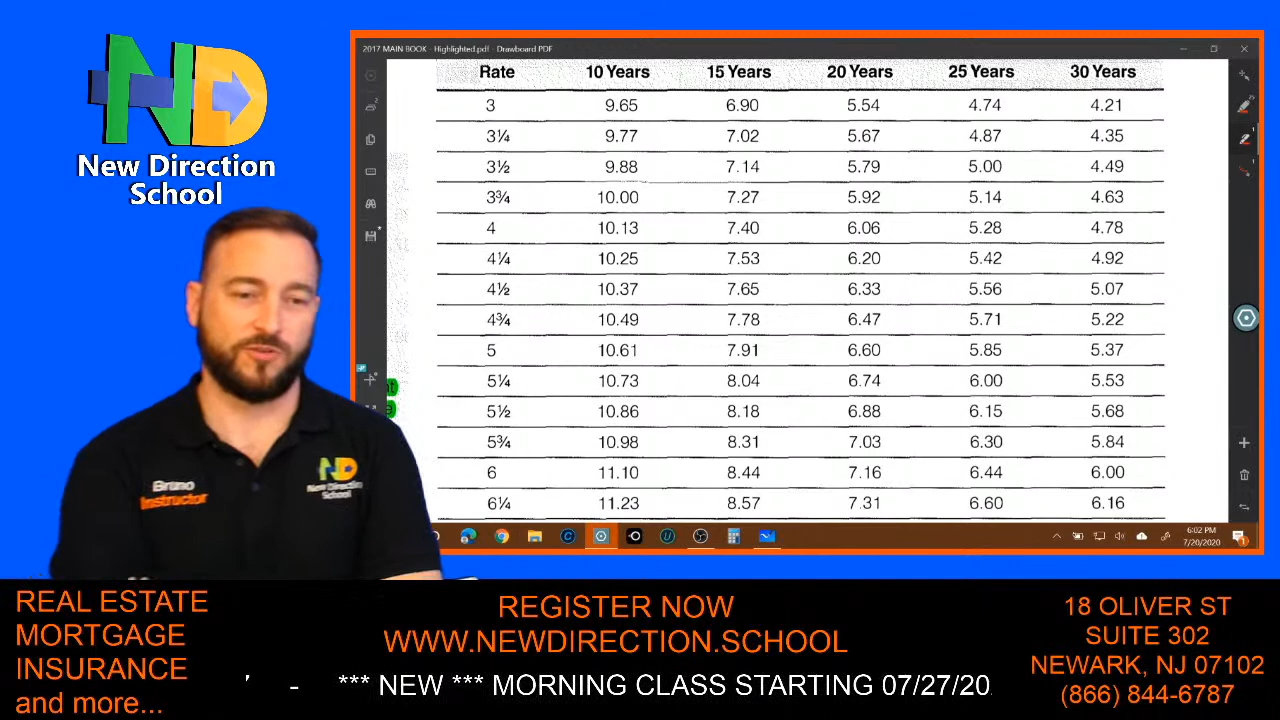 ND
New Direction
School
2017 MAIN BOOK - Highlighted.pdf - Drawboard PDF
Rate 10 Years 15 Years 20 Years 25 Years 30 Years
3 9.65 6.90 5.54 4.74 4.21
3¼ 9.77 7.02 5.67 4.87 4.35
3½ 9.88 7.14 5.79 5.00 4.49
3¾ 10.00 7.27 5.92 5.14 4.63
4 10.13 7.40 6.06 5.28 4.78
4¼ 10.25 7.53 6.20 5.42 4.92
4½ 10.37 7.65 6.33 5.56 5.07
4¾ 10.49 7.78 6.47 5.71 5.22
5 10.61 7.91 6.60 5.85 5.37
5¼ 10.73 8.04 6.74 6.00 5.53
5½ 10.86 8.18 6.88 6.15 5.68
5¾ 10.98 8.31 7.03 6.30 5.84
6 11.10 8.44 7.16 6.44 6.00
6¼ 11.23 8.57 7.31 6.60 6.16
6:02 PM
7/20/2020
Bruno
Instructor
ND
New Direction
School
REAL ESTATE
MORTGAGE
INSURANCE
and more...
REGISTER NOW
WWW.NEWDIRECTION.SCHOOL
- *** NEW *** MORNING CLASS STARTING 07/27/20
18 OLIVER ST
SUITE 302
NEWARK, NJ 07102
(866) 844-6787